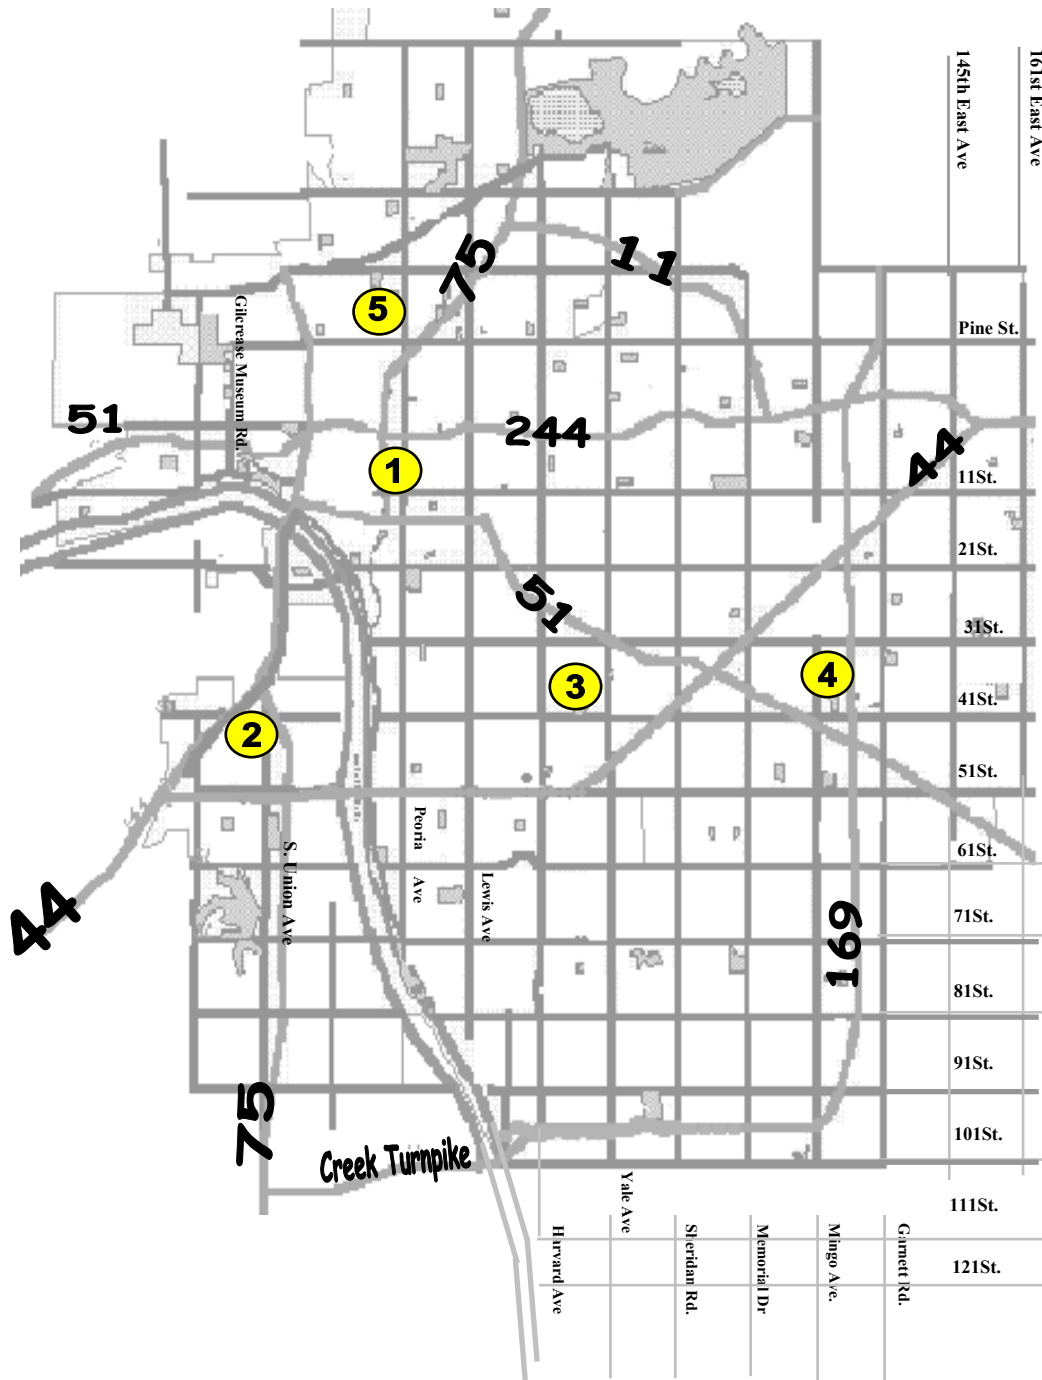 145th East Ave
161st East Ave
75
11
5
Gilcrease Museum Rd.
Pine St.
51
244
44
1
11St.
21St.
51
31St.
3
4
41St.
2
51St.
Peoria Ave
S. Union Ave
61St.
Lewis Ave
44
169
71St.
81St.
91St.
75
101St.
Creek Turnpike
Yale Ave
111St.
Harvard Ave
Sheridan Rd.
Memorial Dr
Mingo Ave.
Garnett Rd.
121St.